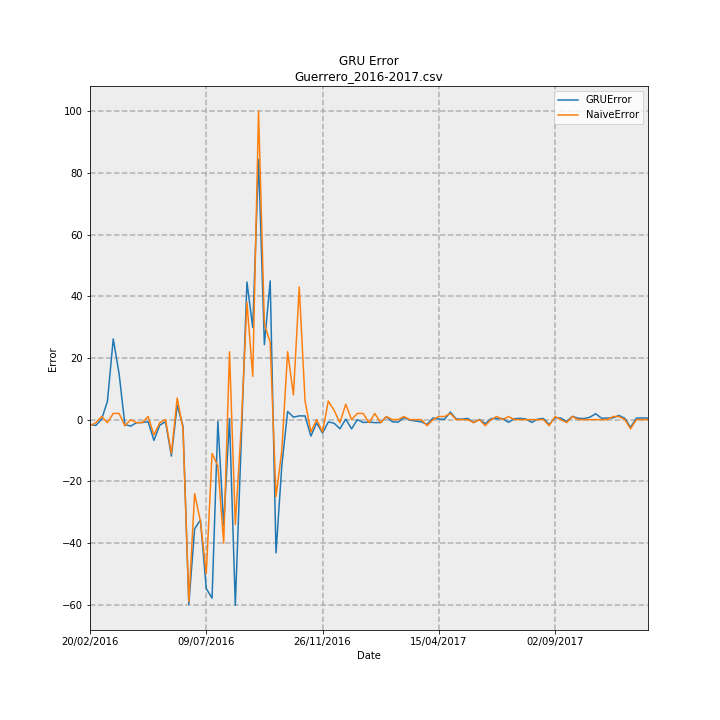 GRU Error
Guerrero_2016-2017.csv
GRUError
NaiveError
100
80
60
40
20
0
−20
−40
−60
Error
20/02/2016
09/07/2016
26/11/2016
15/04/2017
02/09/2017
Date